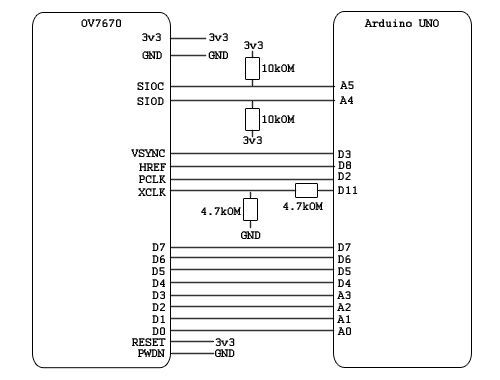 OV7670 Arduino UNO
3v3 3v3
GND GND
3v3
10kOM
SIOC A5
SIOD A4
10kOM
3v3
VSYNC D3
HREF D8
PCLK D2
XCLK D11
4.7kOM 4.7kOM
GND
D7 D7
D6 D6
D5 D5
D4 D4
D3 A3
D2 A2
D1 A1
D0 A0
RESET 3v3
PWDN GND